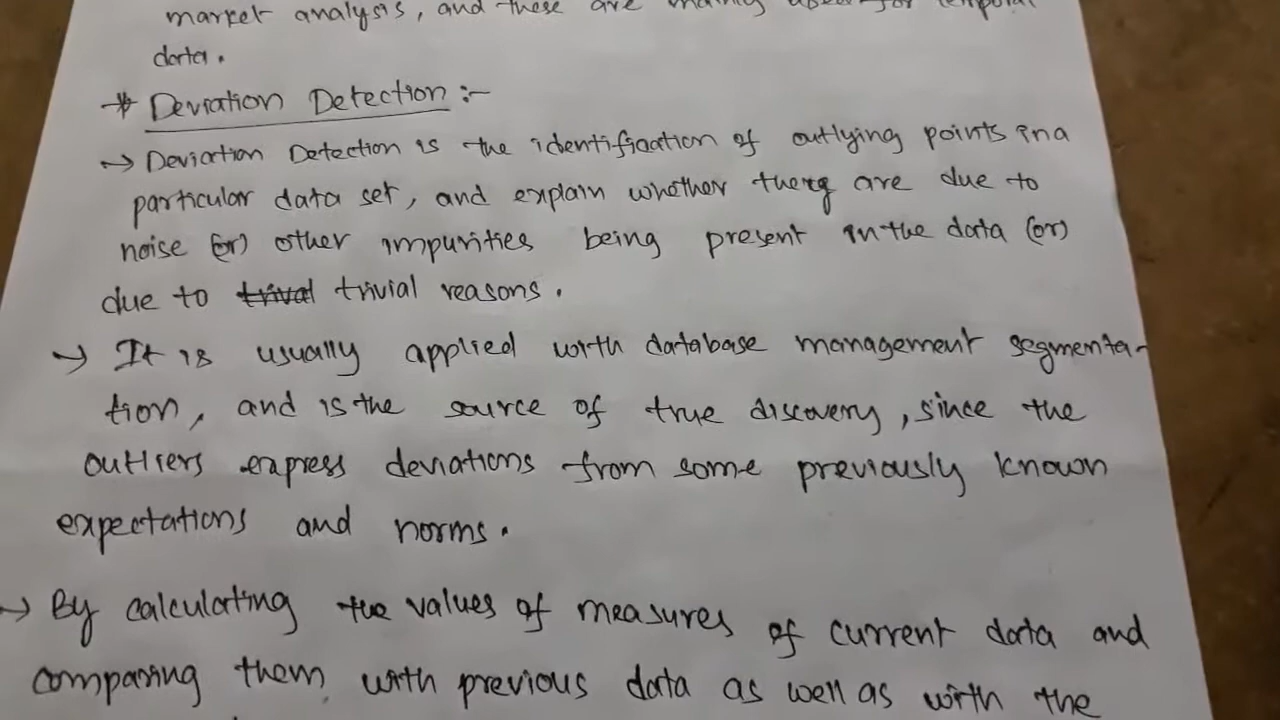 market analysis, and these are mainly used for temporal
data.
* Deviation Detection :-
→ Deviation Detection is the identification of outlying points in a
particular data set, and explain whether there are due to
noise (or) other impurities being present in the data (or)
due to trival trivial reasons.
→ It is usually applied with database management segmenta-
tion, and is the source of true discovery, since the
outliers express deviations from some previously known
expectations and norms.
→ By calculating the values of measures of current data and
comparing them with previous data as well as with the